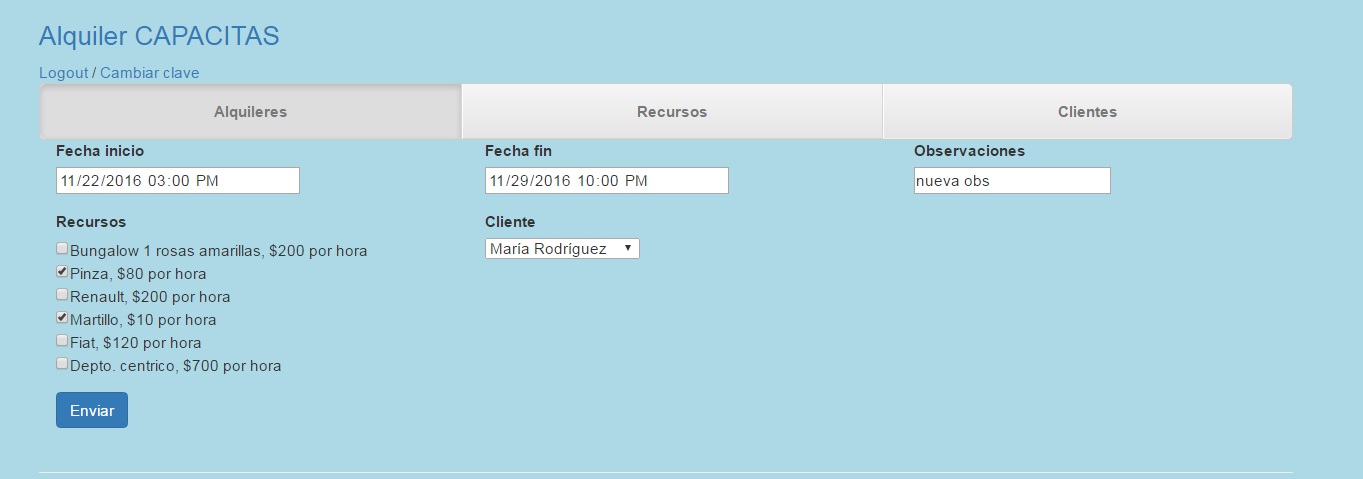 Alquiler CAPACITAS
Logout / Cambiar clave
Alquileres
Recursos
Clientes
Fecha inicio
Fecha fin
Observaciones
11/22/2016 03:00 PM
11/29/2016 10:00 PM
nueva obs
Recursos
Cliente
Bungalow 1 rosas amarillas, $200 por hora
María Rodríguez
Pinza, $80 por hora
Renault, $200 por hora
Martillo, $10 por hora
Fiat, $120 por hora
Depto. centrico, $700 por hora
Enviar